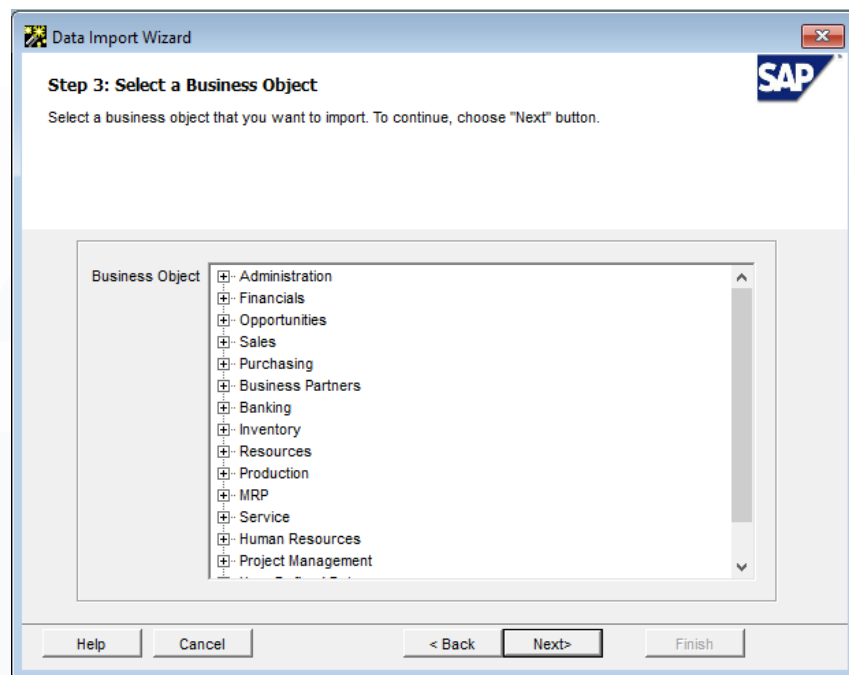 Data Import Wizard
Step 3: Select a Business Object
SAP
Select a business object that you want to import. To continue, choose "Next" button.
Business Object
Administration
Financials
Opportunities
Sales
Purchasing
Business Partners
Banking
Inventory
Resources
Production
MRP
Service
Human Resources
Project Management
Help Cancel < Back Next> Finish